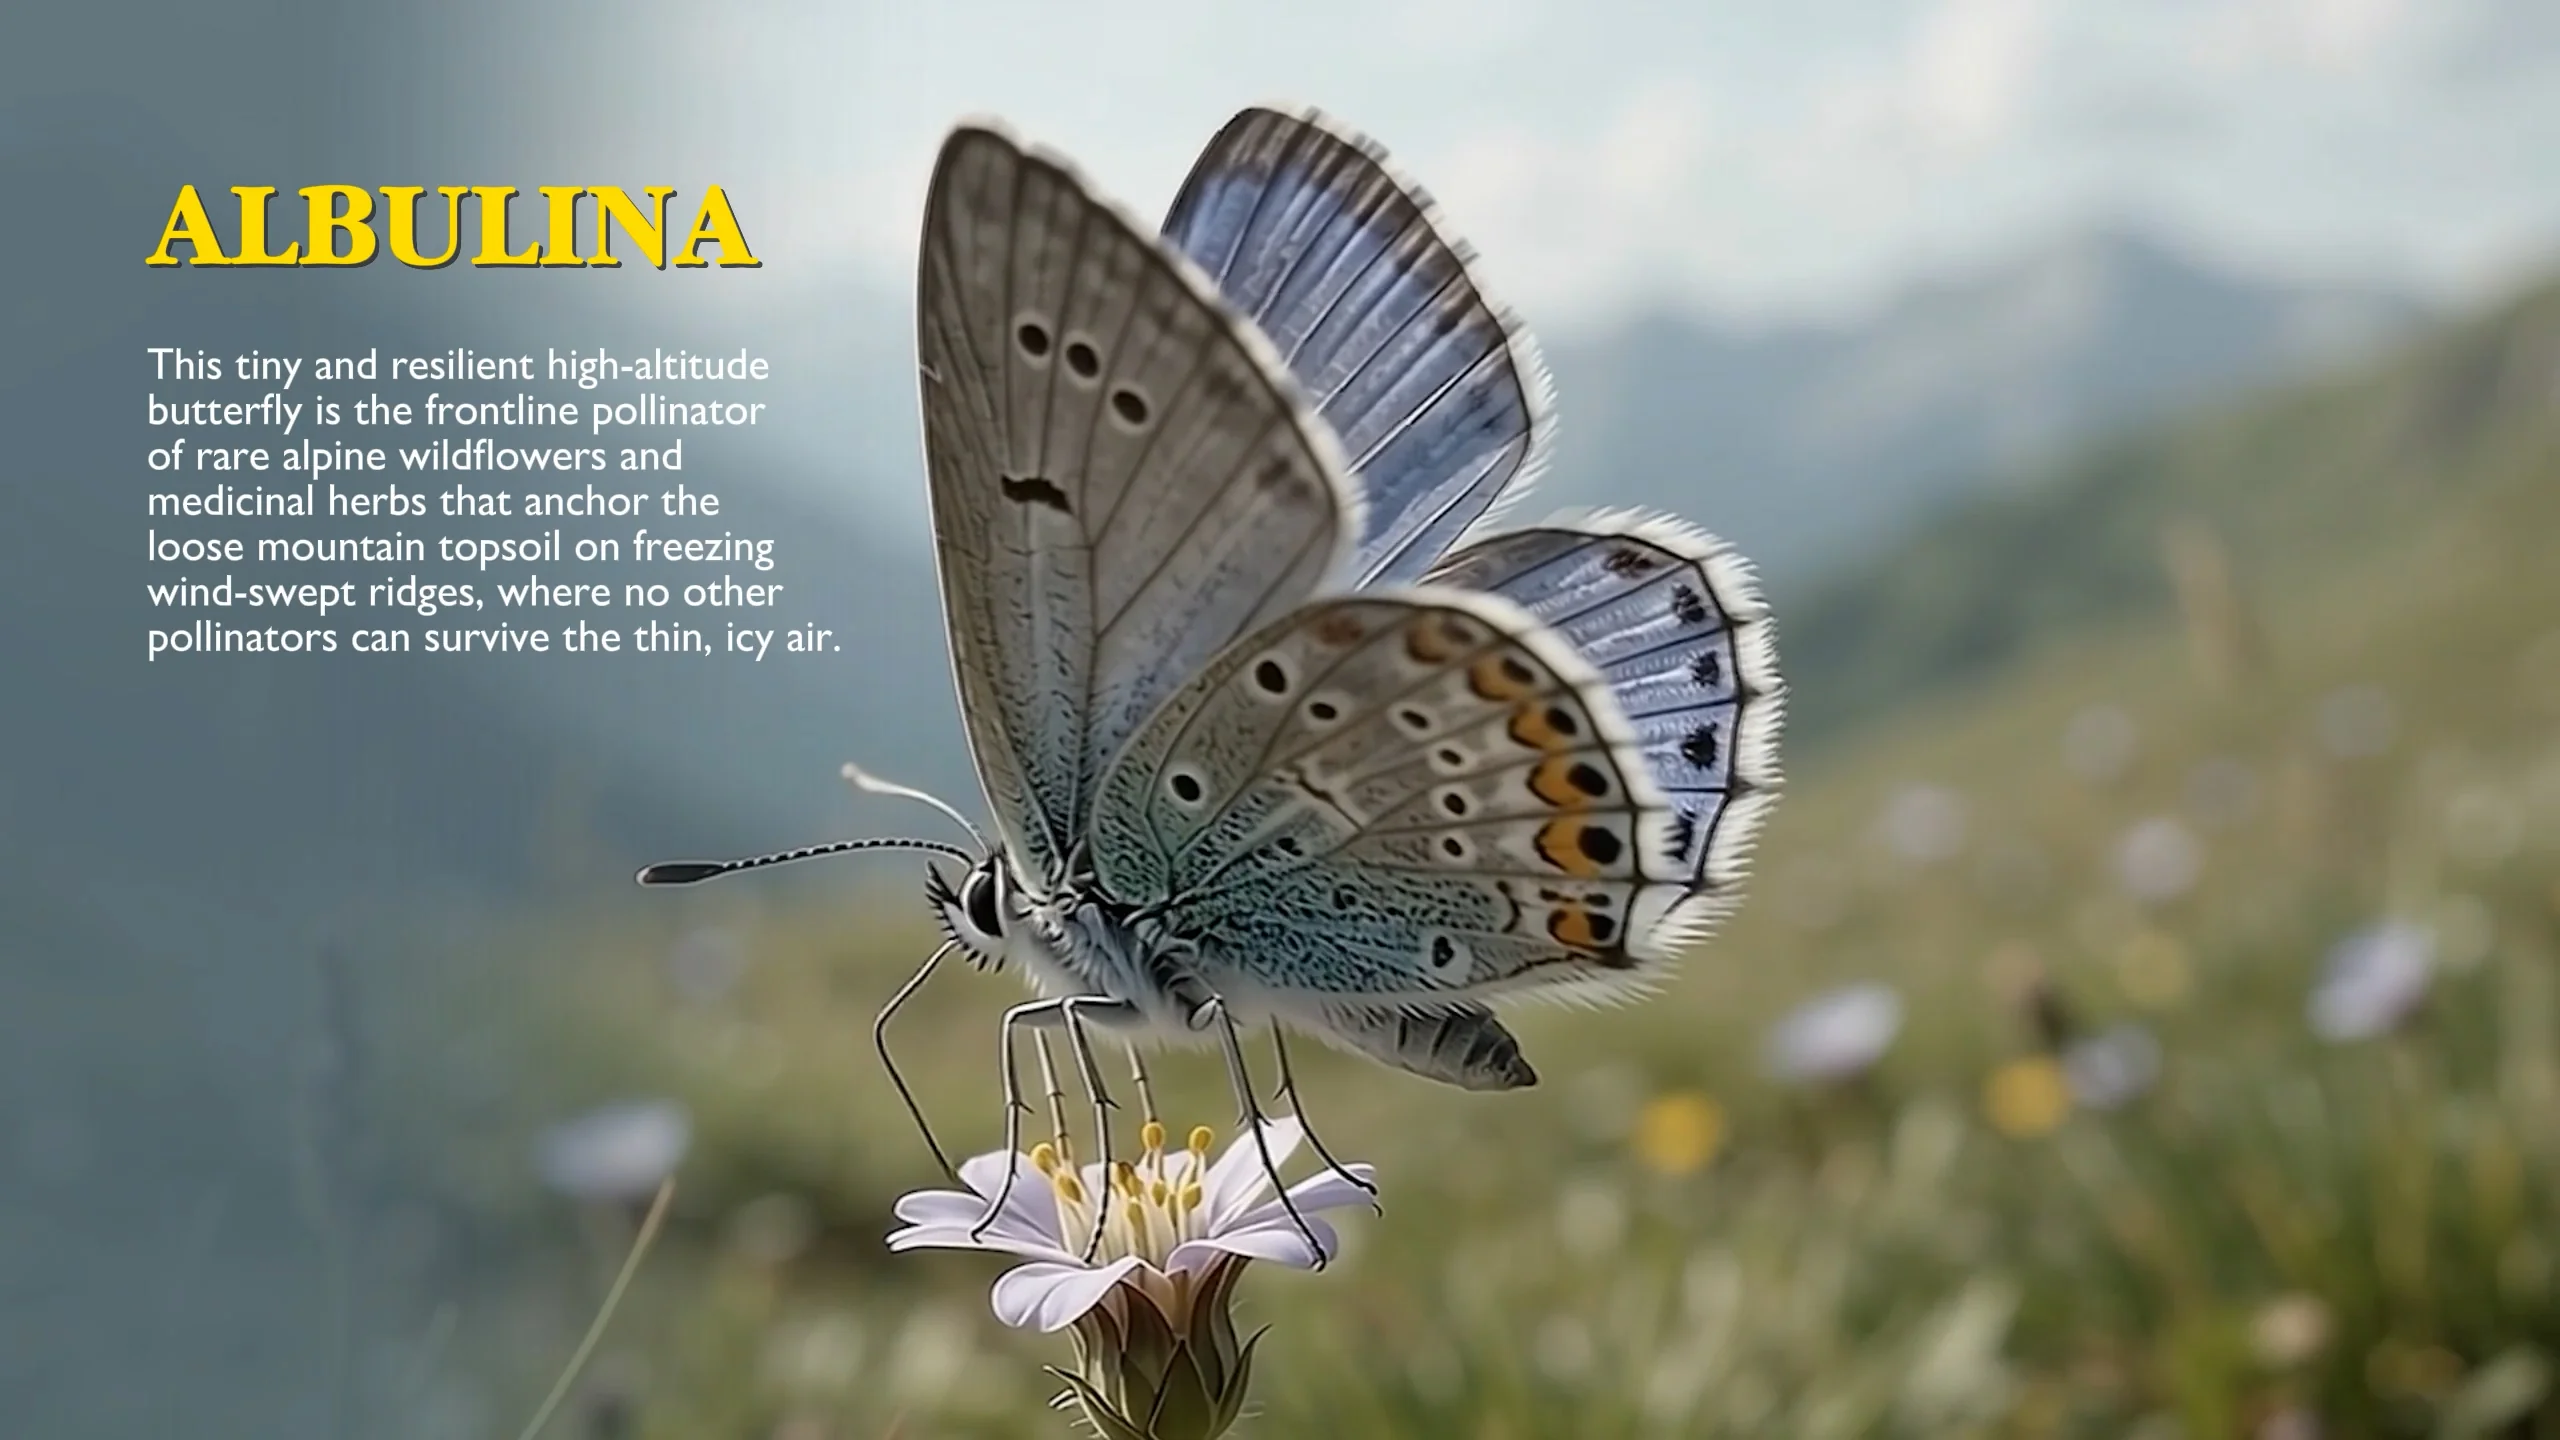 ALBULINA
This tiny and resilient high-altitude
butterfly is the frontline pollinator
of rare alpine wildflowers and
medicinal herbs that anchor the
loose mountain topsoil on freezing
wind-swept ridges, where no other
pollinators can survive the thin, icy air.